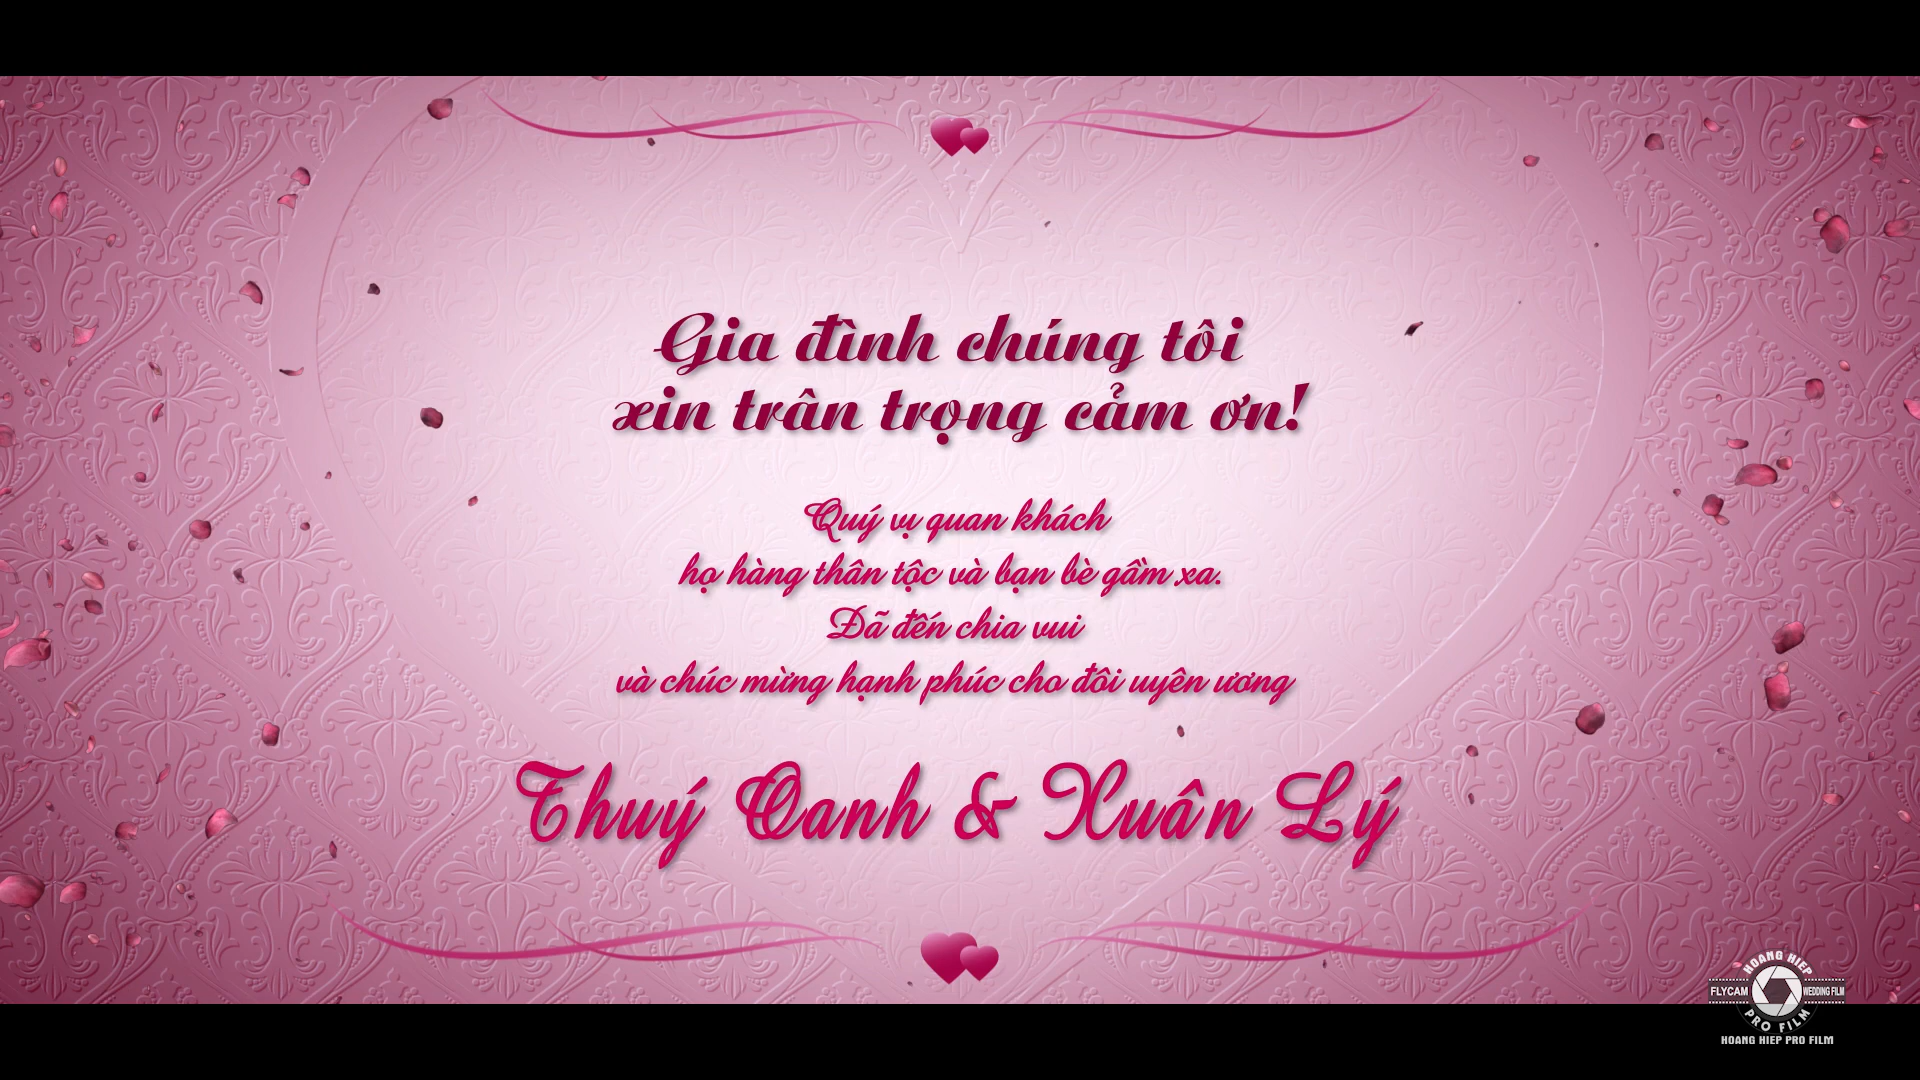 Gia đình chúng tôi
xin trân trọng cảm ơn!
Quý vị quan khách
họ hàng thân tộc và bạn bè gầm xa.
Đã đến chia vui
và chúc mừng hạnh phúc cho đôi uyên ương
Thuý Oanh & Xuân Lý
HOANG HIEP
FLYCAM WEDDING FILM
PRO FILM
HOANG HIEP PRO FILM